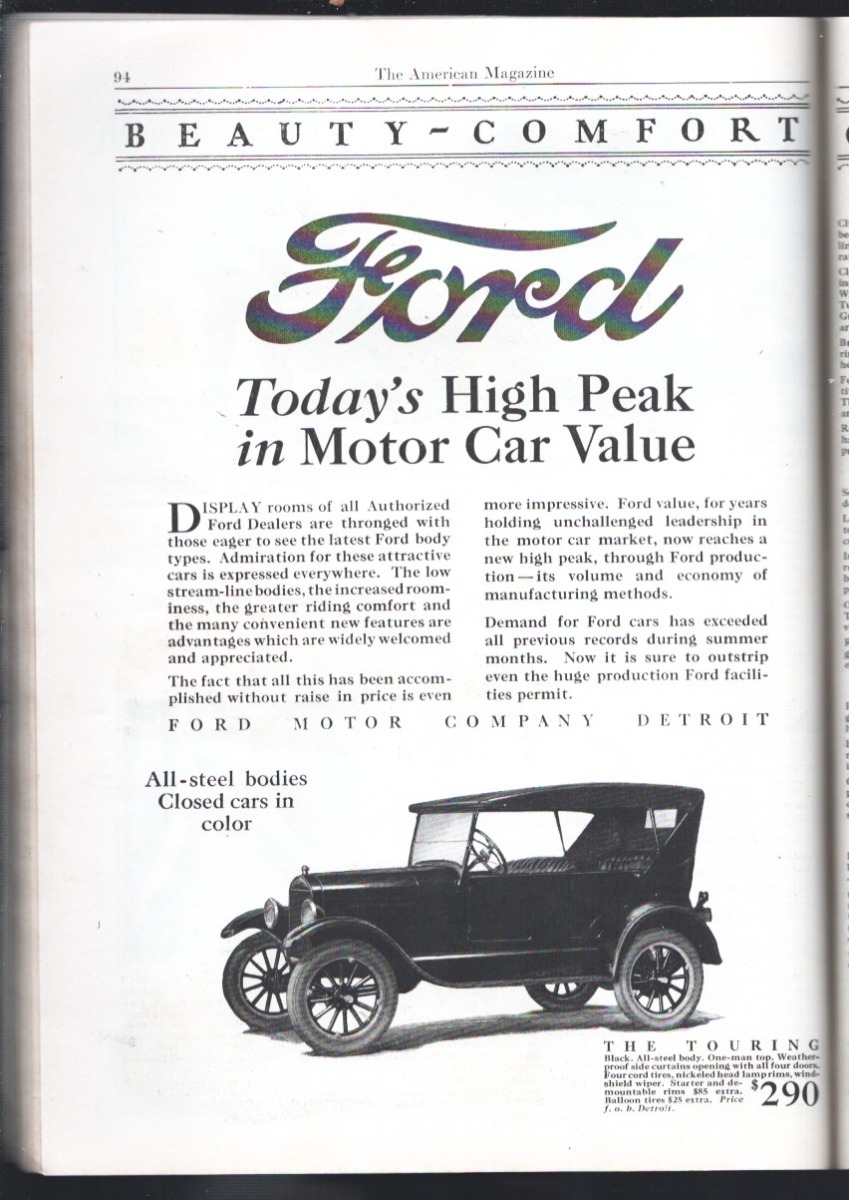 94
The American Magazine
BEAUTY ~ COMFORT
Ford
Today's High Peak
in Motor Car Value
DISPLAY rooms of all Authorized
Ford Dealers are thronged with
those eager to see the latest Ford body
types. Admiration for these attractive
cars is expressed everywhere. The low
stream-line bodies, the increased room-
iness, the greater riding comfort and
the many convenient new features are
advantages which are widely welcomed
and appreciated.
The fact that all this has been accom-
plished without raise in price is even
more impressive. Ford value, for years
holding unchallenged leadership in
the motor car market, now reaches a
new high peak, through Ford produc-
tion—its volume and economy of
manufacturing methods.
Demand for Ford cars has exceeded
all previous records during summer
months. Now it is sure to outstrip
even the huge production Ford facili-
ties permit.
FORD MOTOR COMPANY DETROIT
All-steel bodies
Closed cars in
color
THE TOURING
Black. All-steel body. One-man top. Weather-
proof side curtains opening with all four doors.
Four cord tires, nickeled head lamp rims, wind-
shield wiper. Starter and de-
mountable rims $85 extra.
Balloon tires $25 extra. Price
f. o. b. Detroit.
$290